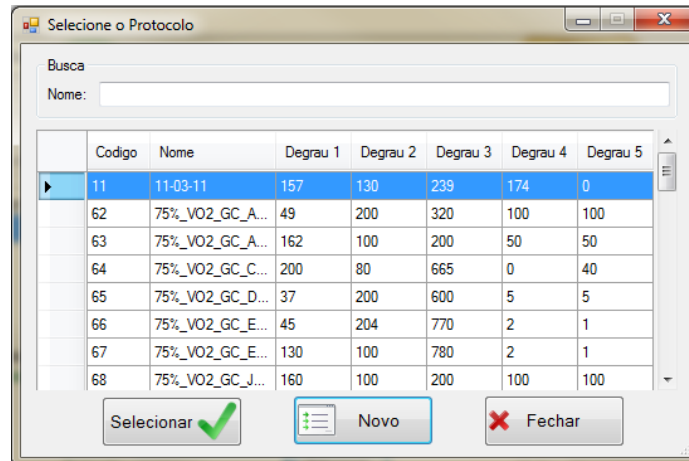 Selecione o Protocolo
Busca
Nome:
Codigo Nome Degrau 1 Degrau 2 Degrau 3 Degrau 4 Degrau 5
11 11-03-11 157 130 239 174 0
62 75%_VO2_GC_A... 49 200 320 100 100
63 75%_VO2_GC_A... 162 100 200 50 50
64 75%_VO2_GC_C... 200 80 665 0 40
65 75%_VO2_GC_D... 37 200 600 5 5
66 75%_VO2_GC_E... 45 204 770 2 1
67 75%_VO2_GC_E... 130 100 780 2 1
68 75%_VO2_GC_J... 160 100 200 100 100
Selecionar Novo Fechar